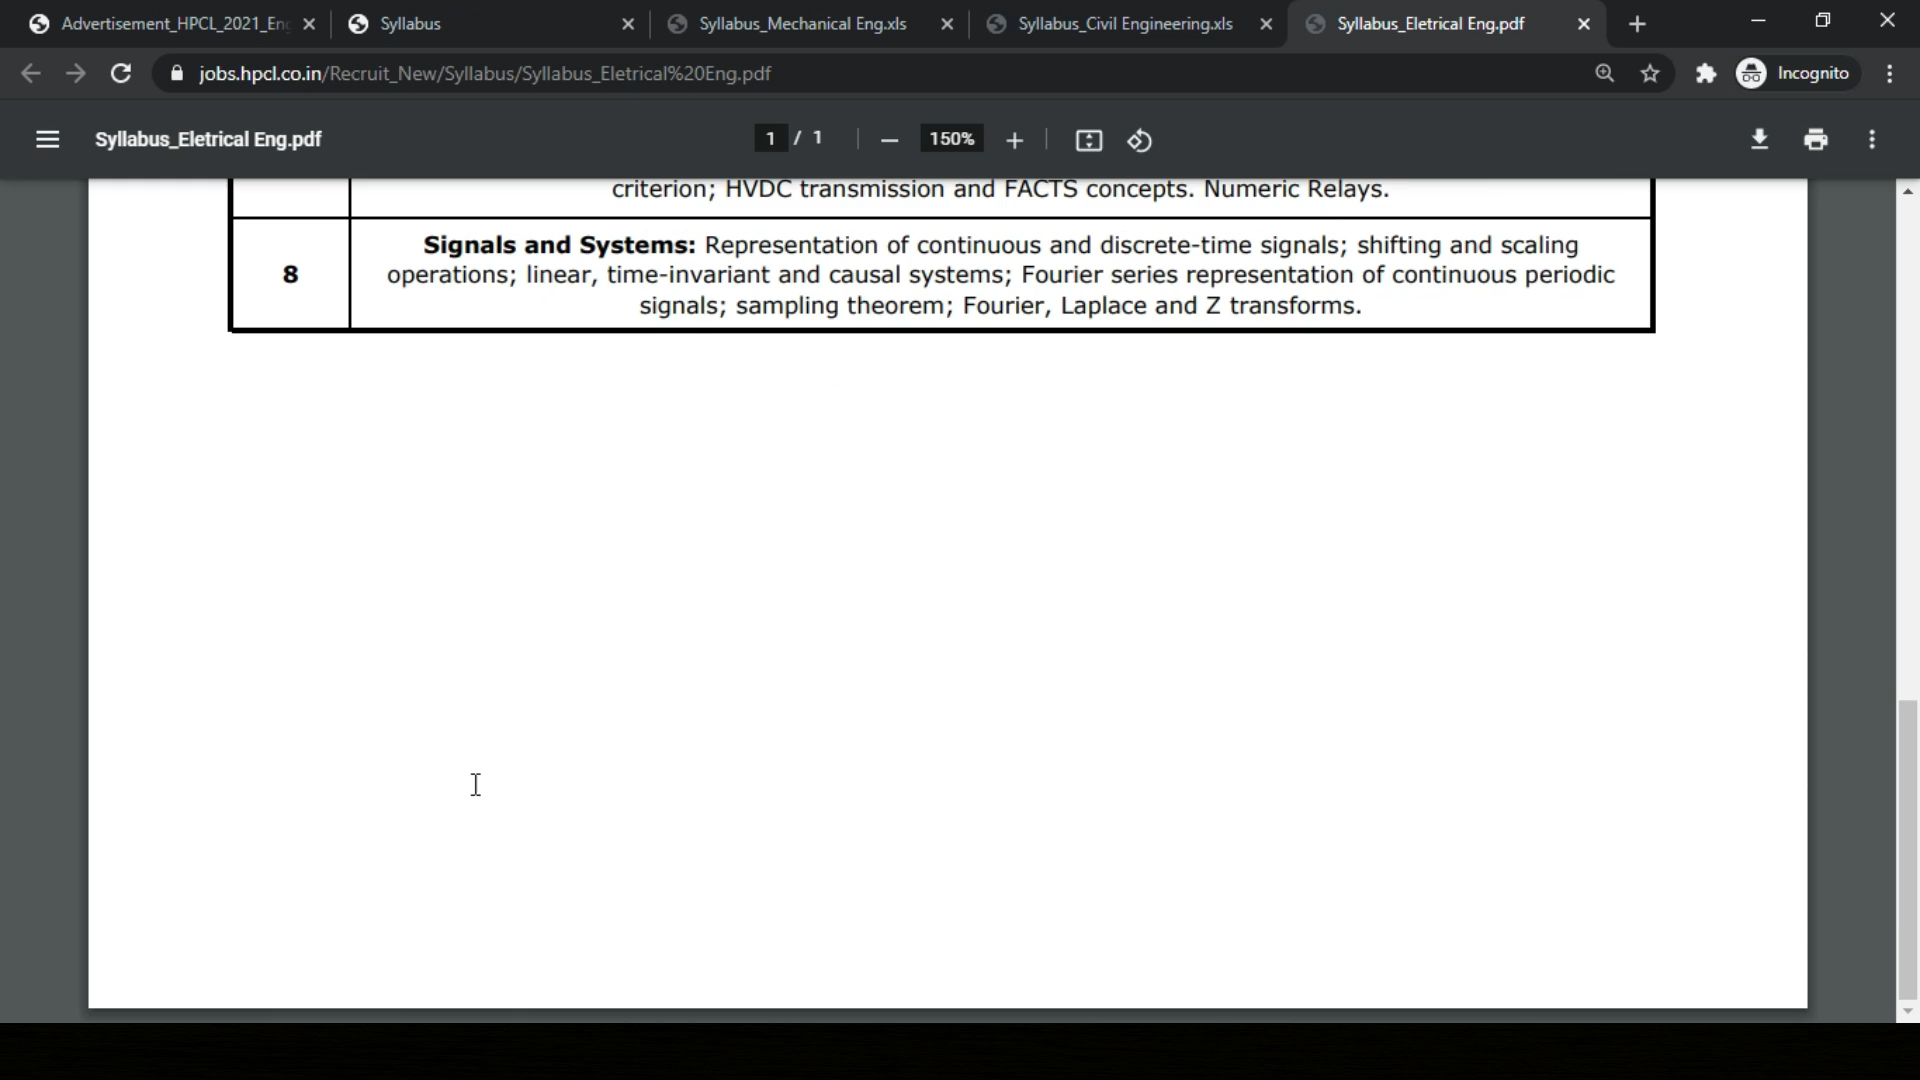 Advertisement_HPCL_2021_En
Syllabus
Syllabus_Mechanical Eng.xls
Syllabus_Civil Engineering.xls
Syllabus_Eletrical Eng.pdf
jobs.hpcl.co.in/Recruit_New/Syllabus/Syllabus_Eletrical%20Eng.pdf
Incognito
Syllabus_Eletrical Eng.pdf
1 / 1
150%
criterion; HVDC transmission and FACTS concepts. Numeric Relays.
8
Signals and Systems: Representation of continuous and discrete-time signals; shifting and scaling
operations; linear, time-invariant and causal systems; Fourier series representation of continuous periodic
signals; sampling theorem; Fourier, Laplace and Z transforms.